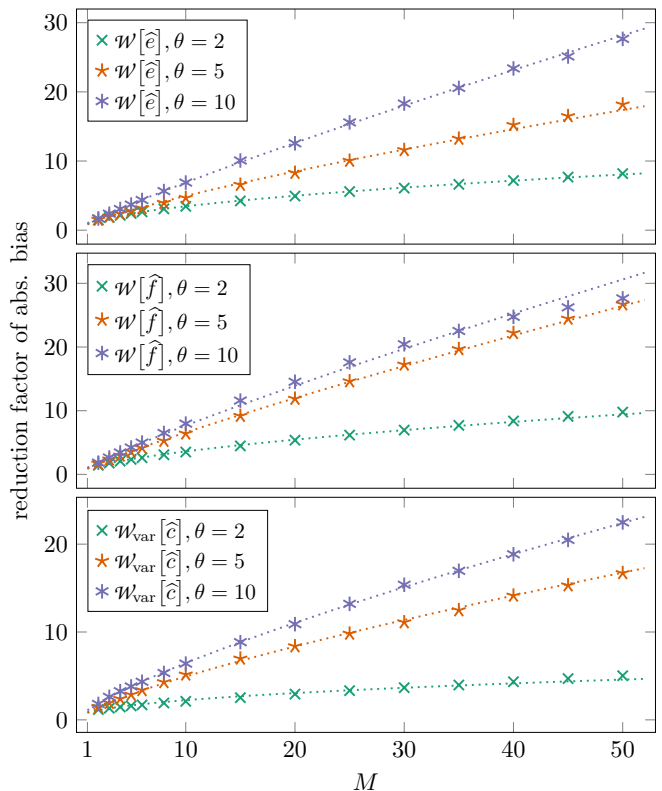 reduction factor of abs. bias
30
20
10
0
𝒲[ê], θ = 2
𝒲[ê], θ = 5
𝒲[ê], θ = 10
30
20
10
0
𝒲[f̂], θ = 2
𝒲[f̂], θ = 5
𝒲[f̂], θ = 10
20
10
0
𝒲var[ĉ], θ = 2
𝒲var[ĉ], θ = 5
𝒲var[ĉ], θ = 10
1 10 20 30 40 50
M